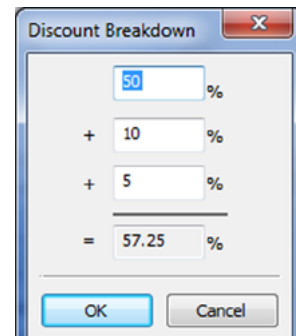 Discount Breakdown
50 %
+ 10 %
+ 5 %
= 57.25 %
OK Cancel